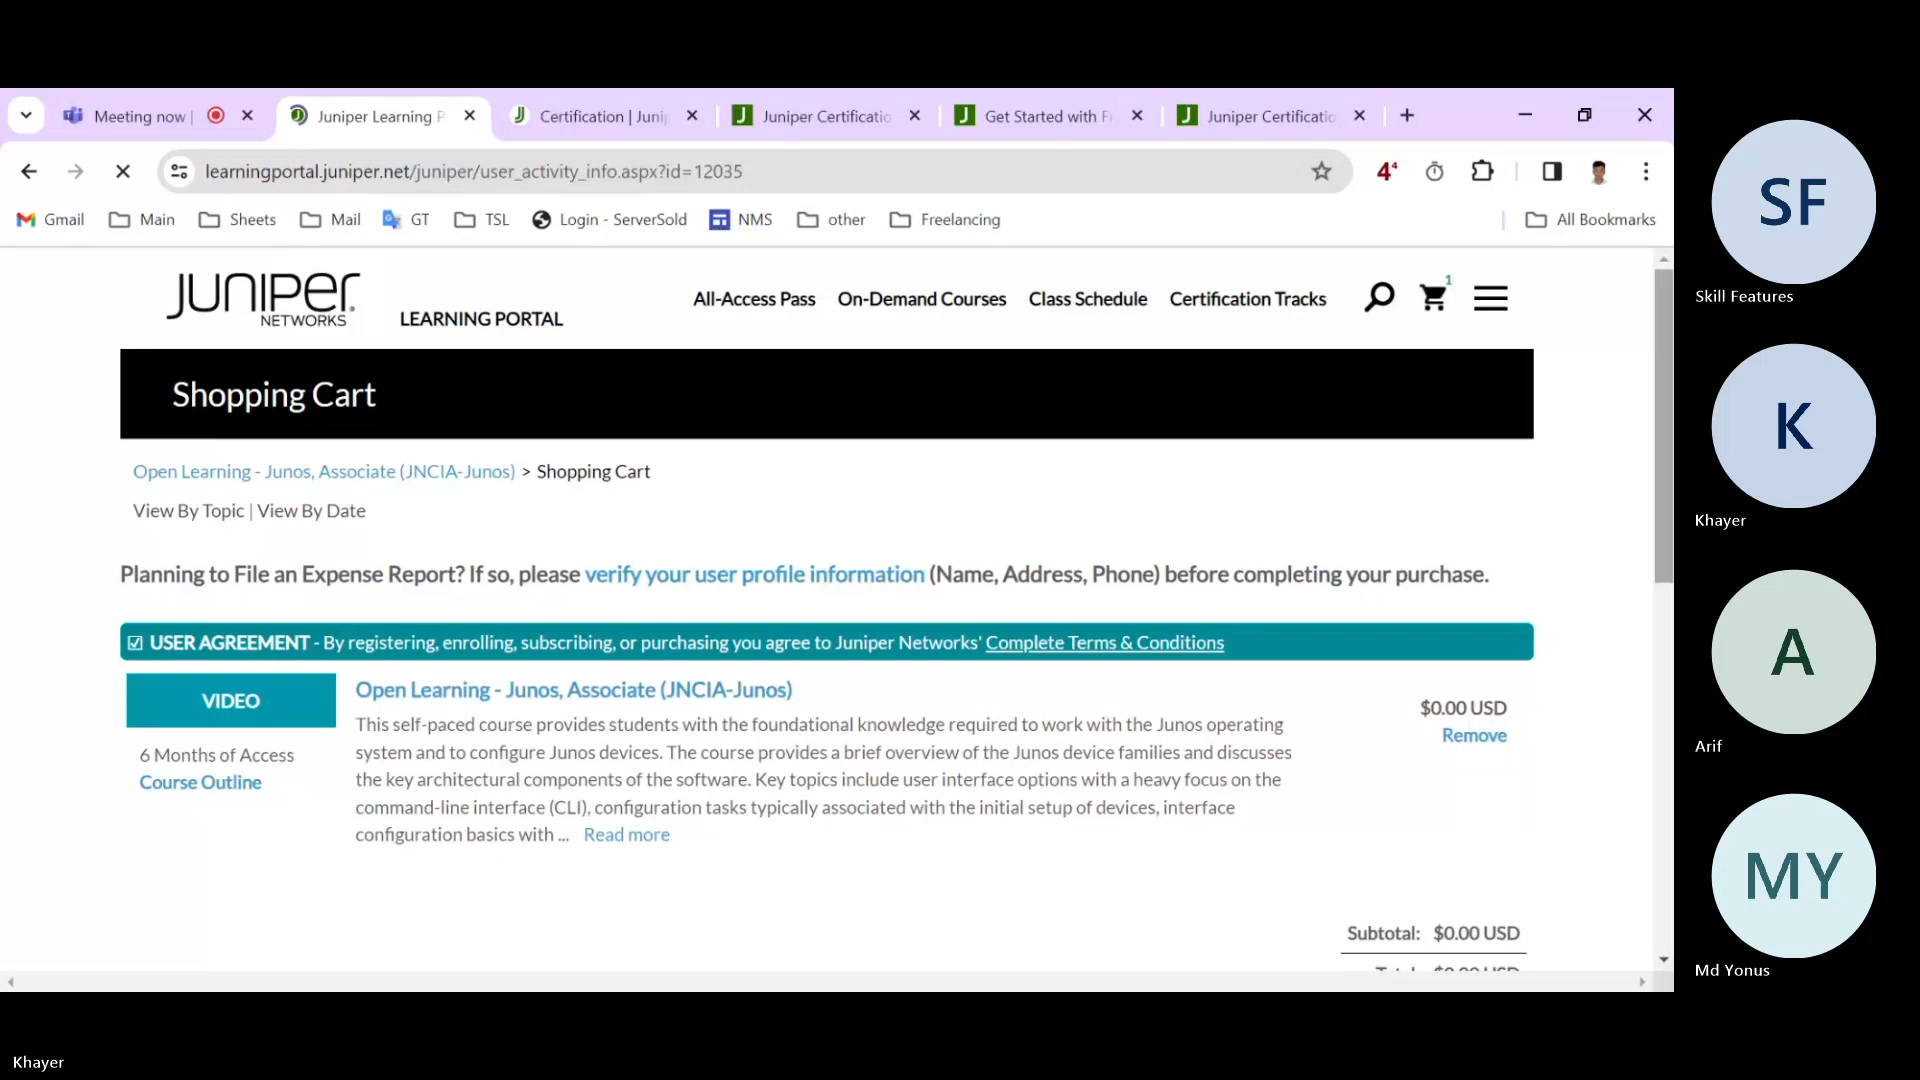 Meeting now |
Juniper Learning P
Certification | Juni
Juniper Certificatio
Get Started with Fr
Juniper Certificatio
learningportal.juniper.net/juniper/user_activity_info.aspx?id=12035
4⁴
Gmail
Main
Sheets
Mail
GT
TSL
Login - ServerSold
NMS
other
Freelancing
All Bookmarks
JUNIPER NETWORKS
LEARNING PORTAL
All-Access Pass
On-Demand Courses
Class Schedule
Certification Tracks
1
Shopping Cart
Open Learning - Junos, Associate (JNCIA-Junos) > Shopping Cart
View By Topic | View By Date
Planning to File an Expense Report? If so, please verify your user profile information (Name, Address, Phone) before completing your purchase.
USER AGREEMENT - By registering, enrolling, subscribing, or purchasing you agree to Juniper Networks' Complete Terms & Conditions
VIDEO
6 Months of Access
Course Outline
Open Learning - Junos, Associate (JNCIA-Junos)
This self-paced course provides students with the foundational knowledge required to work with the Junos operating
system and to configure Junos devices. The course provides a brief overview of the Junos device families and discusses
the key architectural components of the software. Key topics include user interface options with a heavy focus on the
command-line interface (CLI), configuration tasks typically associated with the initial setup of devices, interface
configuration basics with ... Read more
$0.00 USD
Remove
Subtotal: $0.00 USD
SF
Skill Features
K
Khayer
A
Arif
MY
Md Yonus
Khayer